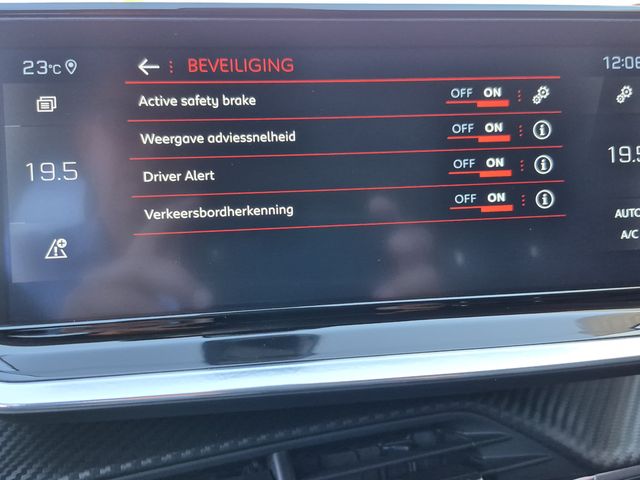 23°C
BEVEILIGING
12:06
Active safety brake OFF ON
Weergave adviessnelheid OFF ON
19.5
Driver Alert OFF ON
19.5
Verkeersbordherkenning OFF ON
AUTO
A/C